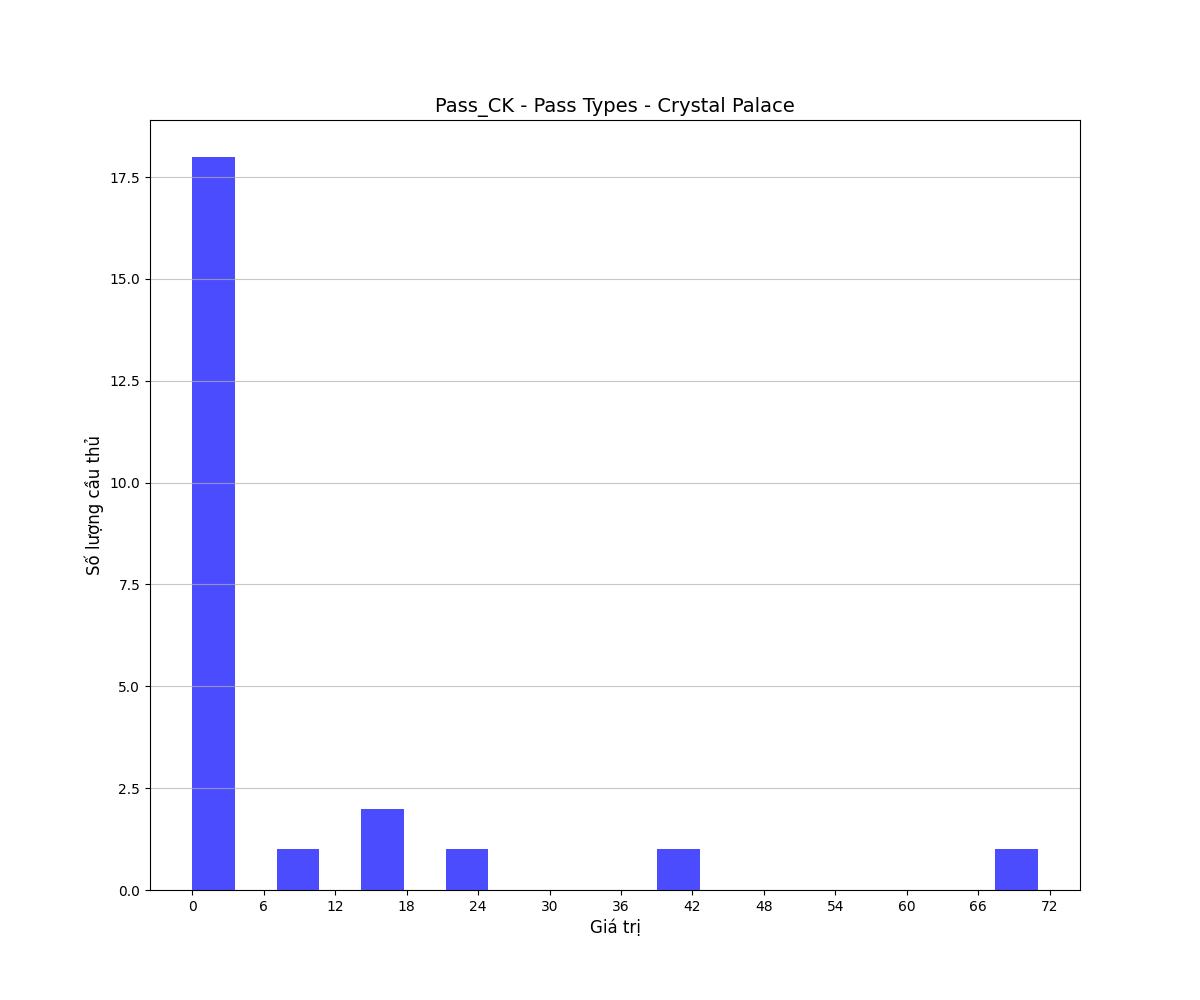 Pass_CK - Pass Types - Crystal Palace
Số lượng cầu thủ
17.5
15.0
12.5
10.0
7.5
5.0
2.5
0.0
0 6 12 18 24 30 36 42 48 54 60 66 72
Giá trị